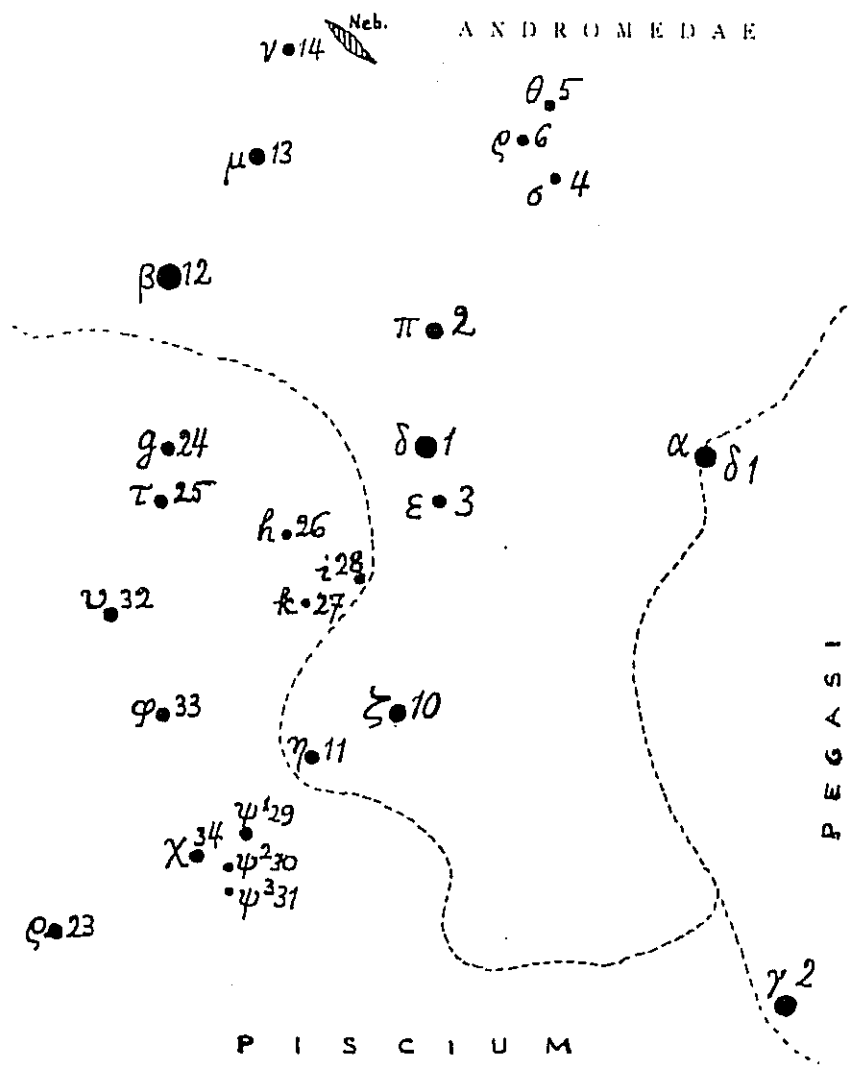 Neb.
ANDROMEDAE
ν 14
θ 5
ϱ 6
μ 13
σ 4
β 12
π 2
g 24
δ 1
α δ 1
τ 25
ε 3
h 26
i 28
k 27
υ 32
PEGASI
φ 33
ζ 10
η 11
ψ¹ 29
χ 34
ψ² 30
ψ³ 31
ϱ 23
γ 2
PISCIUM